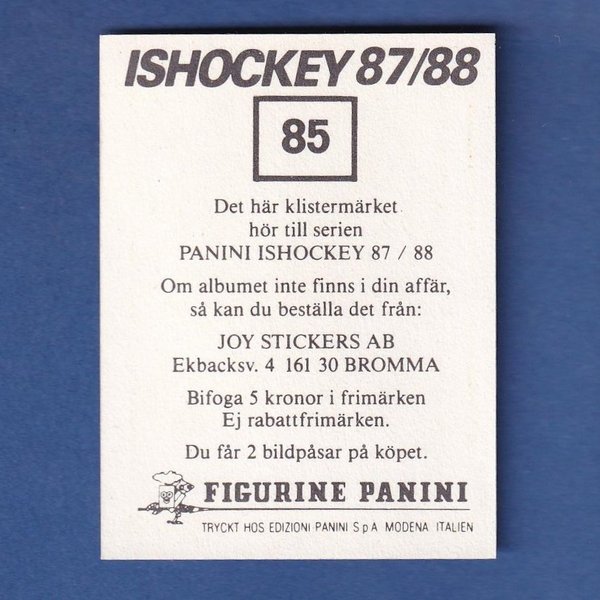 ISHOCKEY 87/88
85
Det här klistermärket
hör till serien
PANINI ISHOCKEY 87 / 88
Om albumet inte finns i din affär,
så kan du beställa det från:
JOY STICKERS AB
Ekbacksv. 4 161 30 BROMMA
Bifoga 5 kronor i frimärken
Ej rabattfrimärken.
Du får 2 bildpåsar på köpet.
FIGURINE PANINI
TRYCKT HOS EDIZIONI PANINI S p A MODENA ITALIEN